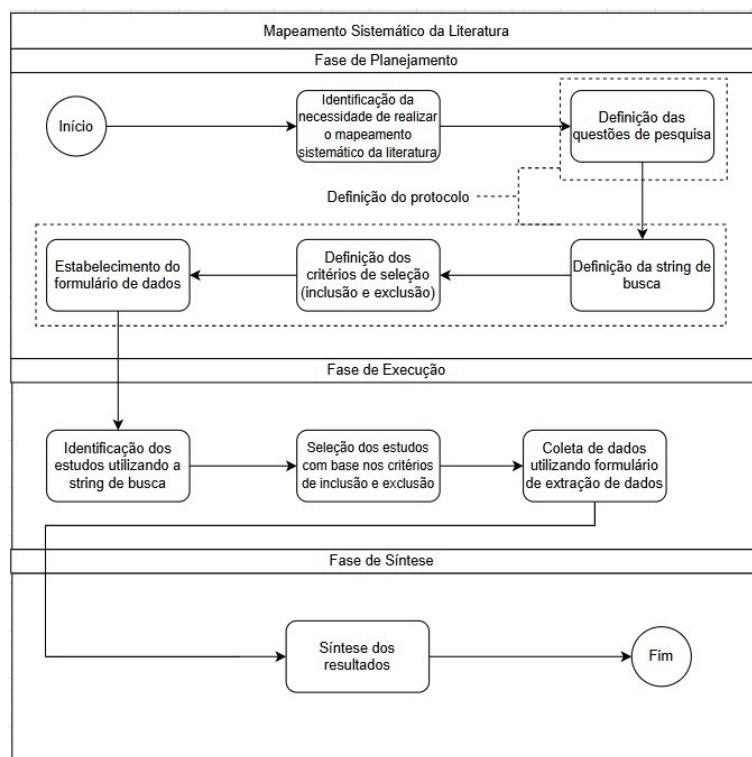 Mapeamento Sistemático da Literatura
Fase de Planejamento
Início
Identificação da
necessidade de realizar
o mapeamento
sistemático da literatura
Definição das
questões de pesquisa
Definição do protocolo
Estabelecimento do
formulário de dados
Definição dos
critérios de seleção
(inclusão e exclusão)
Definição da string de
busca
Fase de Execução
Identificação dos
estudos utilizando a
string de busca
Seleção dos estudos
com base nos critérios
de inclusão e exclusão
Coleta de dados
utilizando formulário
de extração de dados
Fase de Síntese
Síntese dos
resultados
Fim